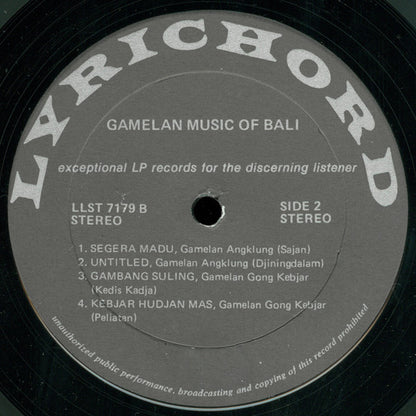 LYRICHORD
GAMELAN MUSIC OF BALI
exceptional LP records for the discerning listener
LLST 7179 B
STEREO
SIDE 2
STEREO
1. SEGERA MADU, Gamelan Angklung (Sajan)
2. UNTITLED, Gamelan Angklung (Djiningdalam)
3. GAMBANG SULING, Gamelan Gong Kebjar
(Kedis Kadja)
4. KEBJAR HUDJAN MAS, Gamelan Gong Kebjar
(Peliatan)
unauthorized public performance, broadcasting and copying of this record prohibited